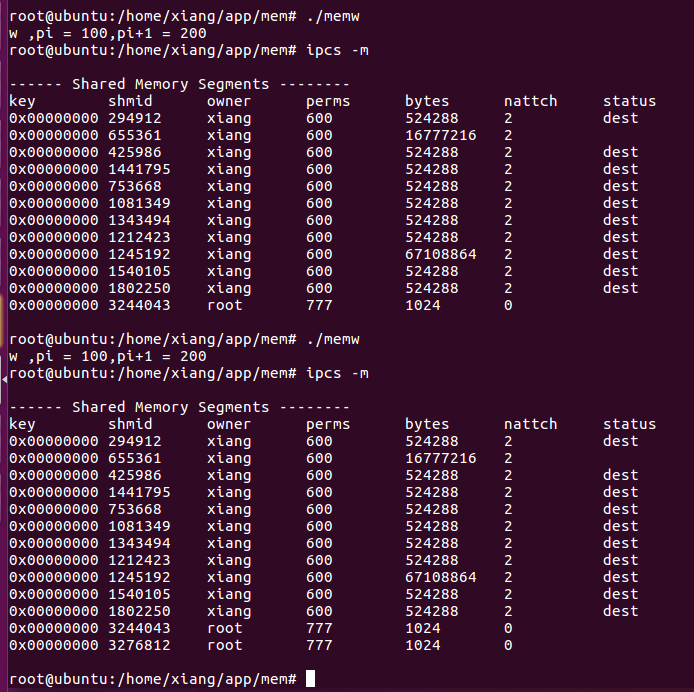 root@ubuntu:/home/xiang/app/mem# ./memw
w ,pi = 100,pi+1 = 200
root@ubuntu:/home/xiang/app/mem# ipcs -m
------ Shared Memory Segments --------
key        shmid      owner      perms      bytes      nattch     status
0x00000000 294912     xiang      600        524288     2          dest
0x00000000 655361     xiang      600        16777216   2
0x00000000 425986     xiang      600        524288     2          dest
0x00000000 1441795    xiang      600        524288     2          dest
0x00000000 753668     xiang      600        524288     2          dest
0x00000000 1081349    xiang      600        524288     2          dest
0x00000000 1343494    xiang      600        524288     2          dest
0x00000000 1212423    xiang      600        524288     2          dest
0x00000000 1245192    xiang      600        67108864   2          dest
0x00000000 1540105    xiang      600        524288     2          dest
0x00000000 1802250    xiang      600        524288     2          dest
0x00000000 3244043    root       777        1024       0
root@ubuntu:/home/xiang/app/mem# ./memw
w ,pi = 100,pi+1 = 200
root@ubuntu:/home/xiang/app/mem# ipcs -m
------ Shared Memory Segments --------
key        shmid      owner      perms      bytes      nattch     status
0x00000000 294912     xiang      600        524288     2          dest
0x00000000 655361     xiang      600        16777216   2
0x00000000 425986     xiang      600        524288     2          dest
0x00000000 1441795    xiang      600        524288     2          dest
0x00000000 753668     xiang      600        524288     2          dest
0x00000000 1081349    xiang      600        524288     2          dest
0x00000000 1343494    xiang      600        524288     2          dest
0x00000000 1212423    xiang      600        524288     2          dest
0x00000000 1245192    xiang      600        67108864   2          dest
0x00000000 1540105    xiang      600        524288     2          dest
0x00000000 1802250    xiang      600        524288     2          dest
0x00000000 3244043    root       777        1024       0
0x00000000 3276812    root       777        1024       0
root@ubuntu:/home/xiang/app/mem#